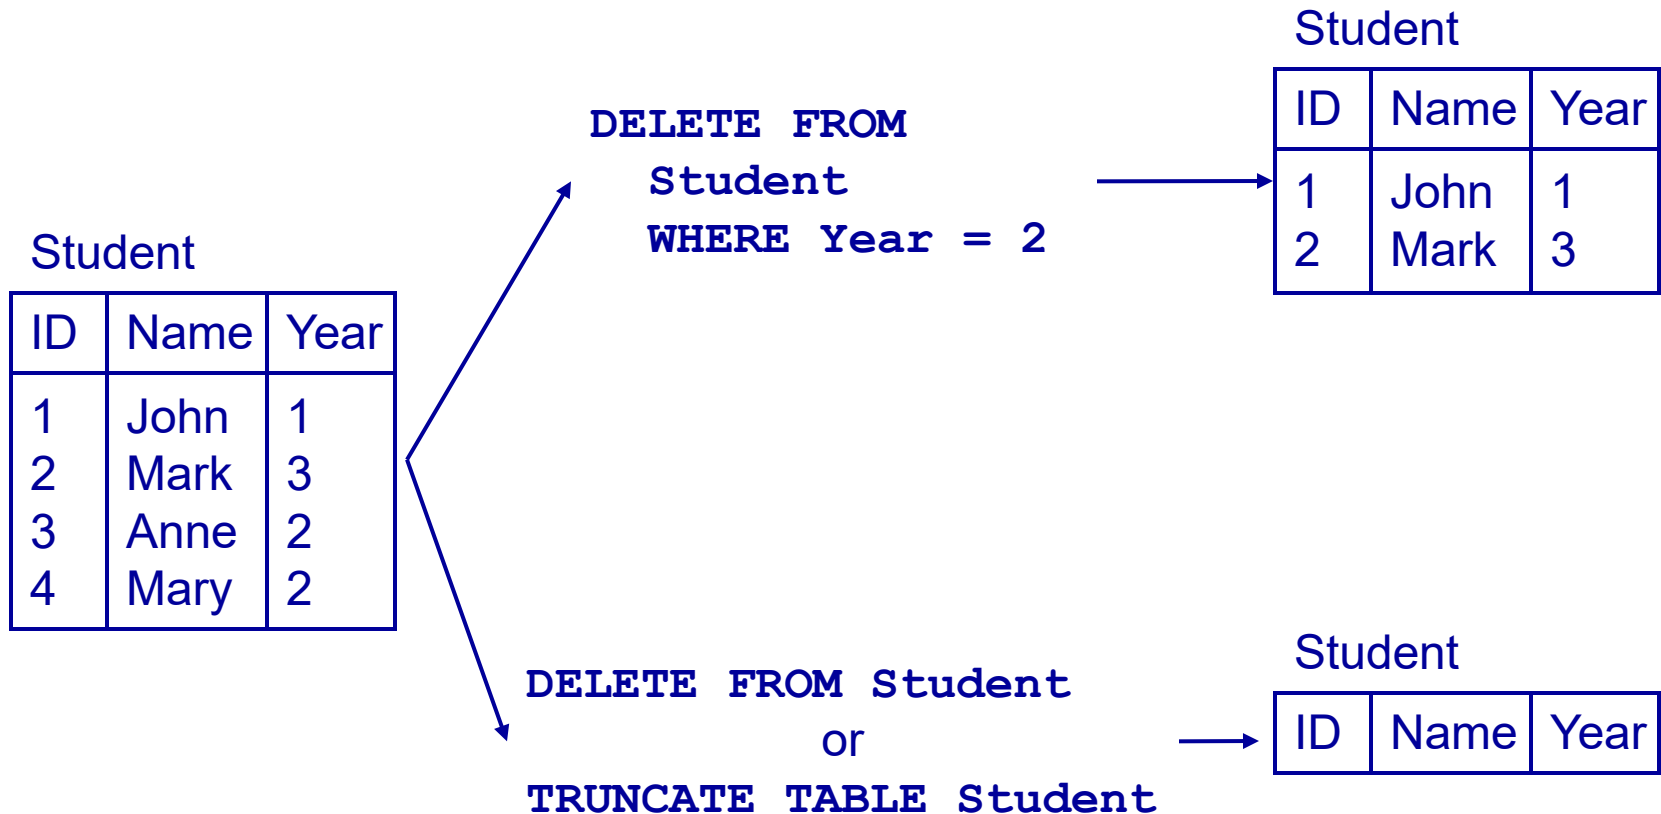 Student
ID Name Year
1 John 1
2 Mark 3
3 Anne 2
4 Mary 2
DELETE FROM
Student
WHERE Year = 2
Student
ID Name Year
1 John 1
2 Mark 3
DELETE FROM Student
or
TRUNCATE TABLE Student
Student
ID Name Year